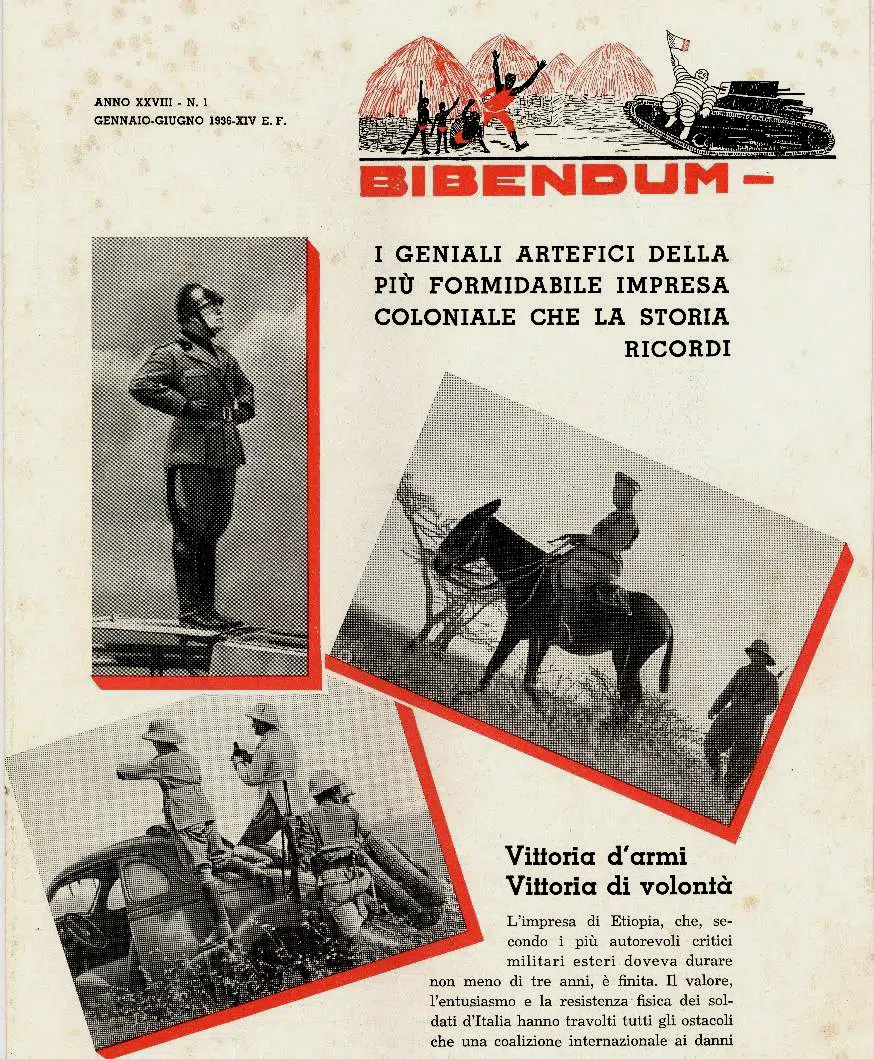 ANNO XXVIII - N. 1
GENNAIO-GIUGNO 1936-XIV E. F.
BIBENDUM -
I GENIALI ARTEFICI DELLA
PIÙ FORMIDABILE IMPRESA
COLONIALE CHE LA STORIA
RICORDI
Vittoria d'armi
Vittoria di volontà
L'impresa di Etiopia, che, se-
condo i più autorevoli critici
militari esteri doveva durare
non meno di tre anni, è finita. Il valore,
l'entusiasmo e la resistenza fisica dei sol-
dati d'Italia hanno travolti tutti gli ostacoli
che una coalizione internazionale ai danni